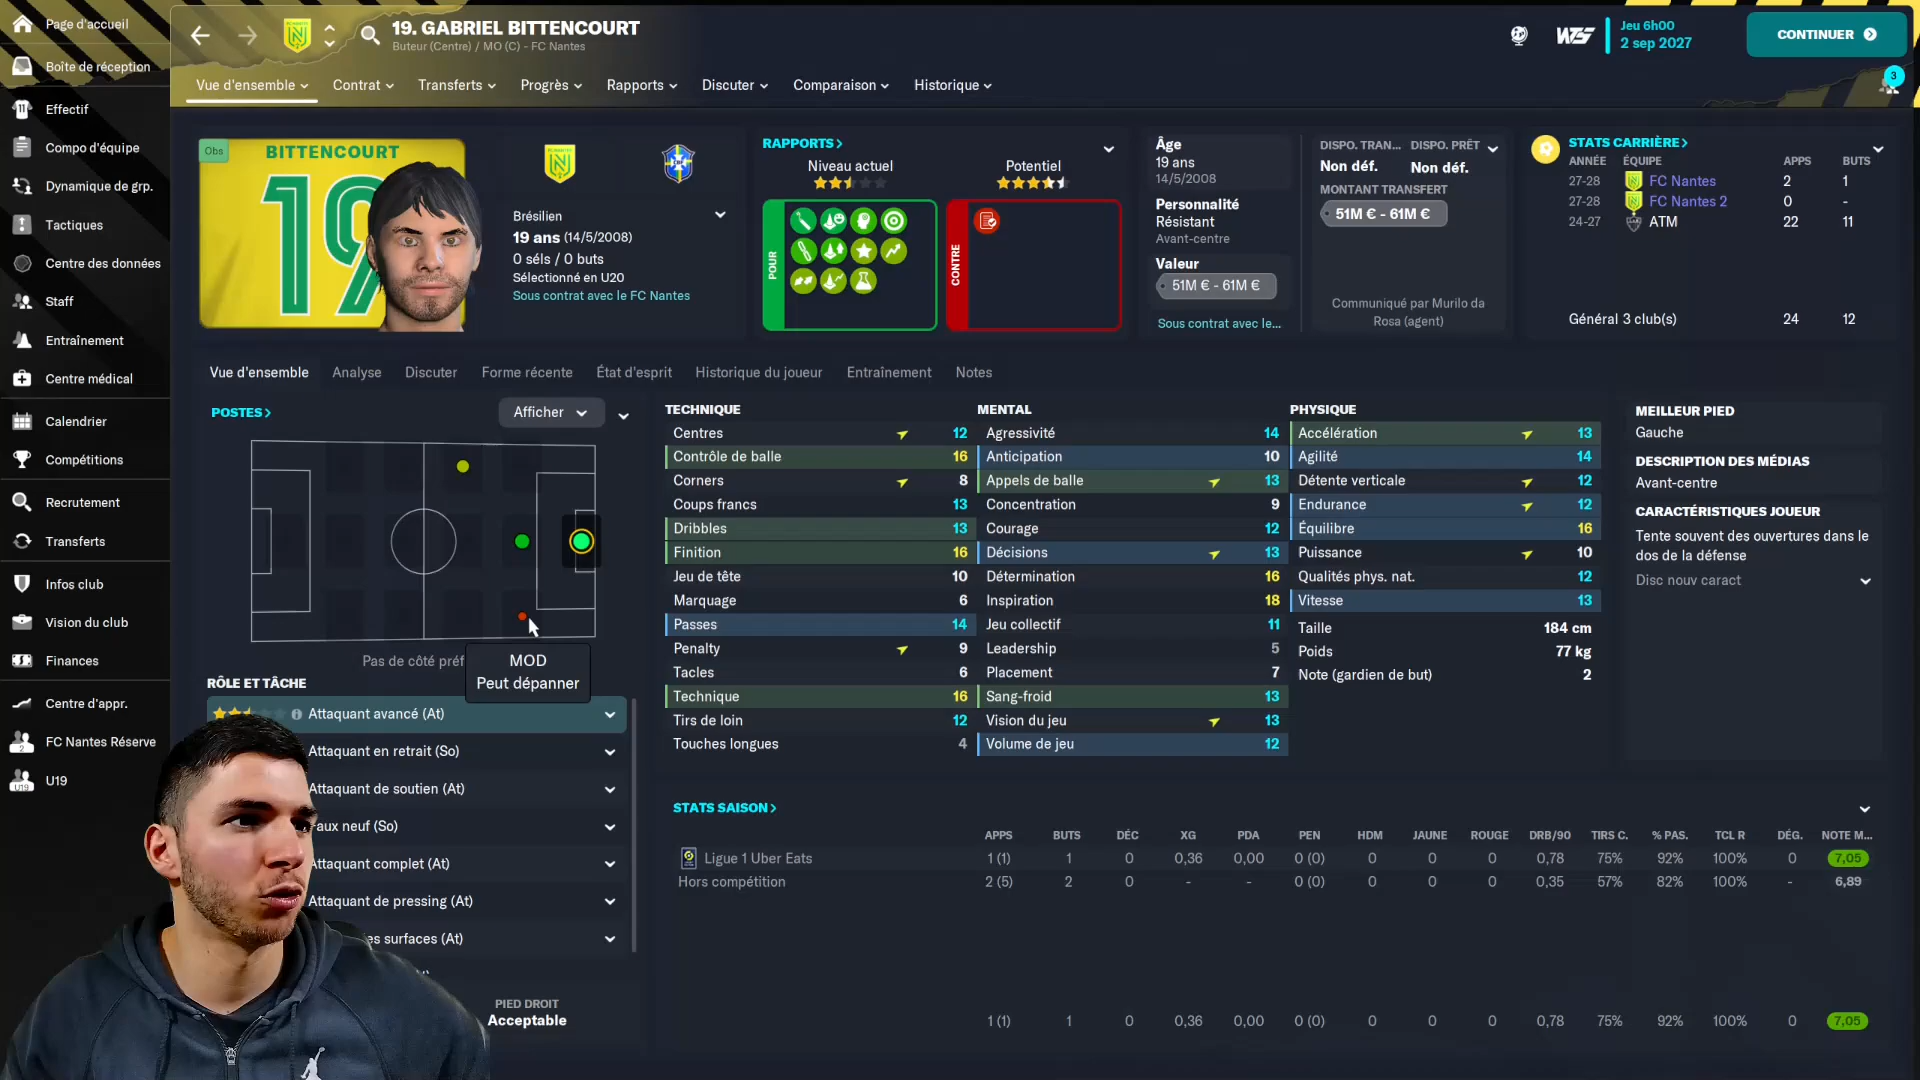 Page d'accueil
Boîte de réception
Effectif
Compo d'équipe
Dynamique de grp.
Tactiques
Centre des données
Staff
Entraînement
Centre médical
Calendrier
Compétitions
Recrutement
Transferts
Infos club
Vision du club
Finances
Centre d'appr.
FC Nantes Réserve
U19
19. GABRIEL BITTENCOURT
Buteur (Centre) / MO (C) - FC Nantes
Jeu 6h00
2 sep 2027
CONTINUER
3
Vue d'ensemble Contrat Transferts Progrès Rapports Discuter Comparaison Historique
Obs
BITTENCOURT
19
Brésilien
19 ans (14/5/2008)
0 séls / 0 buts
Sélectionné en U20
Sous contrat avec le FC Nantes
RAPPORTS >
Niveau actuel Potentiel
POUR
CONTRE
Âge
19 ans
14/5/2008
Personnalité
Résistant
Avant-centre
Valeur
51M € - 61M €
Sous contrat avec le...
DISPO. TRAN... DISPO. PRÊT
Non déf. Non déf.
MONTANT TRANSFERT
51M € - 61M €
Communiqué par Murilo da
Rosa (agent)
STATS CARRIÈRE >
ANNÉE ÉQUIPE APPS BUTS
27-28 FC Nantes 2 1
27-28 FC Nantes 2 0 -
24-27 ATM 22 11
Général 3 club(s) 24 12
Vue d'ensemble Analyse Discuter Forme récente État d'esprit Historique du joueur Entraînement Notes
POSTES >
Afficher
Pas de côté préf
MOD
Peut dépanner
RÔLE ET TÂCHE
Attaquant avancé (At)
Attaquant en retrait (So)
Attaquant de soutien (At)
aux neuf (So)
Attaquant complet (At)
Attaquant de pressing (At)
es surfaces (At)
PIED DROIT
Acceptable
TECHNIQUE
Centres 12
Contrôle de balle 16
Corners 8
Coups francs 13
Dribbles 13
Finition 16
Jeu de tête 10
Marquage 6
Passes 14
Penalty 9
Tacles 6
Technique 16
Tirs de loin 12
Touches longues 4
MENTAL
Agressivité 14
Anticipation 10
Appels de balle 13
Concentration 9
Courage 12
Décisions 13
Détermination 16
Inspiration 18
Jeu collectif 11
Leadership 5
Placement 7
Sang-froid 13
Vision du jeu 13
Volume de jeu 12
PHYSIQUE
Accélération 13
Agilité 14
Détente verticale 12
Endurance 12
Équilibre 16
Puissance 10
Qualités phys. nat. 12
Vitesse 13
Taille 184 cm
Poids 77 kg
Note (gardien de but) 2
MEILLEUR PIED
Gauche
DESCRIPTION DES MÉDIAS
Avant-centre
CARACTÉRISTIQUES JOUEUR
Tente souvent des ouvertures dans le
dos de la défense
Disc nouv caract
STATS SAISON >
APPS BUTS DÉC XG PDA PEN HDM JAUNE ROUGE DRB/90 TIRS C. % PAS. TCL R DÉG. NOTE M...
Ligue 1 Uber Eats 1 (1) 1 0 0,36 0,00 0 (0) 0 0 0 0,78 75% 92% 100% 0 7,05
Hors compétition 2 (5) 2 0 - - 0 (0) 0 0 0 0,35 57% 82% 100% - 6,89
1 (1) 1 0 0,36 0,00 0 (0) 0 0 0 0,78 75% 92% 100% 0 7,05